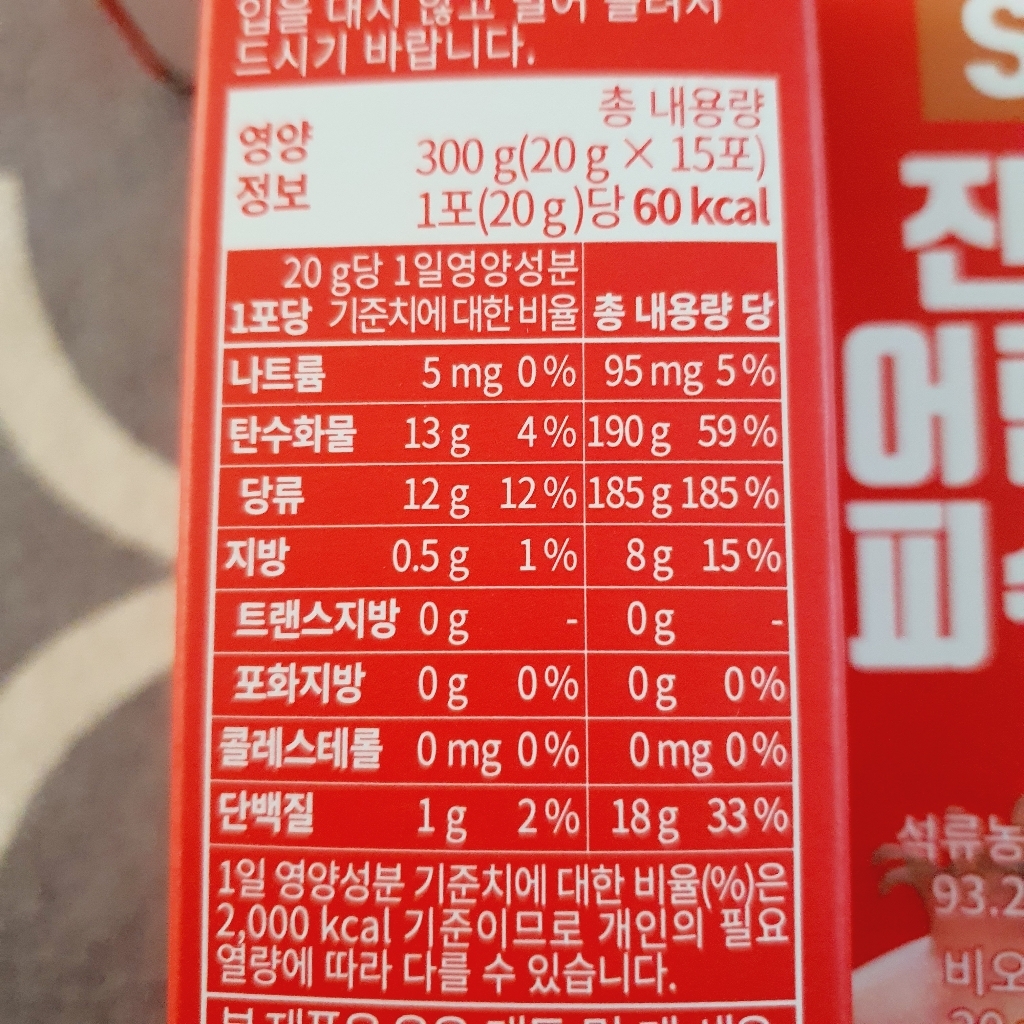 드시기 바랍니다.
영양
정보
총 내용량
300 g(20 g × 15포)
1포(20 g)당 60 kcal
20 g당 1일영양성분
1포당 기준치에 대한 비율 총 내용량 당
나트륨 5 mg 0% 95 mg 5%
탄수화물 13 g 4% 190 g 59%
당류 12 g 12% 185 g 185%
지방 0.5 g 1% 8 g 15%
트랜스지방 0 g - 0 g -
포화지방 0 g 0% 0 g 0%
콜레스테롤 0 mg 0% 0 mg 0%
단백질 1 g 2% 18 g 33%
1일 영양성분 기준치에 대한 비율(%)은
2,000 kcal 기준이므로 개인의 필요
열량에 따라 다를 수 있습니다.
진
어
피
석류농
93.2
비오